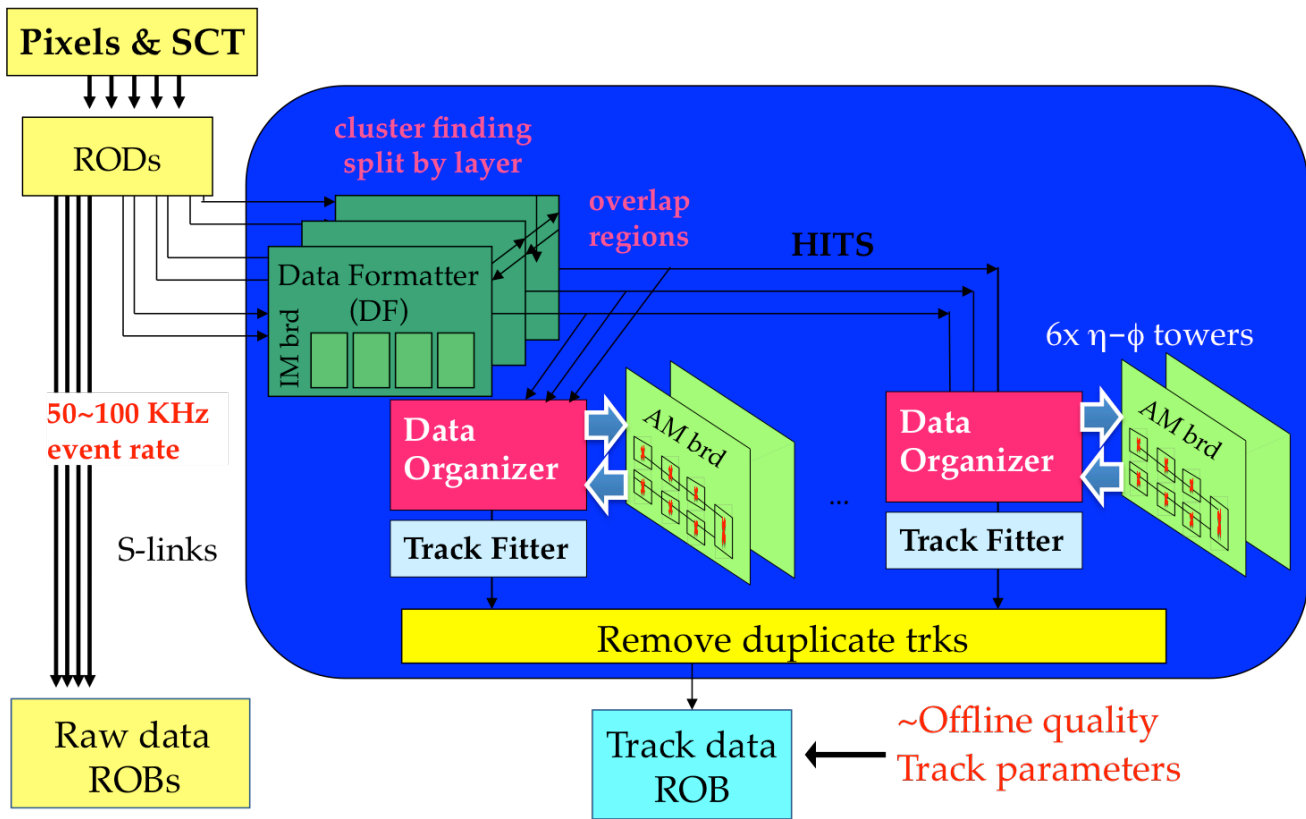 Pixels & SCT
RODs
cluster finding
split by layer
overlap
regions
HITS
Data Formatter
(DF)
IM brd
6x η−ϕ towers
50~100 KHz
event rate
Data
Organizer
AM brd
...
Data
Organizer
AM brd
S-links
Track Fitter
Track Fitter
Remove duplicate trks
Raw data
ROBs
Track data
ROB
~Offline quality
Track parameters